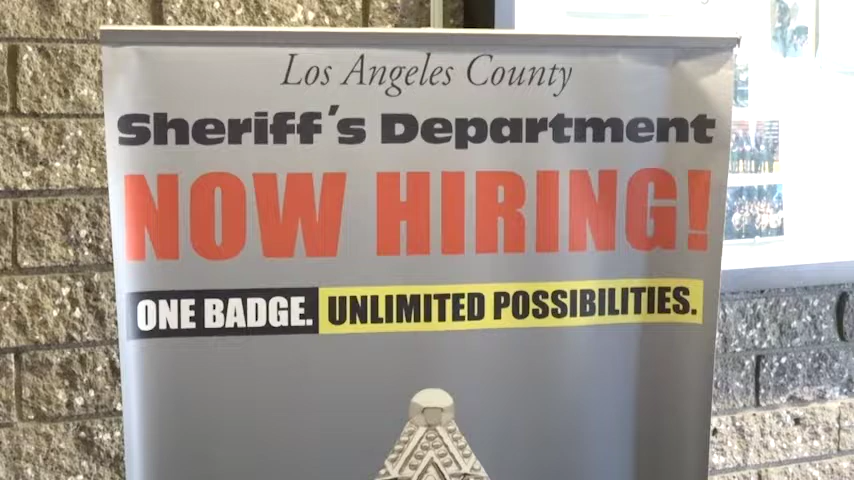 Los Angeles County
Sheriff's Department
NOW HIRING!
ONE BADGE. UNLIMITED POSSIBILITIES.